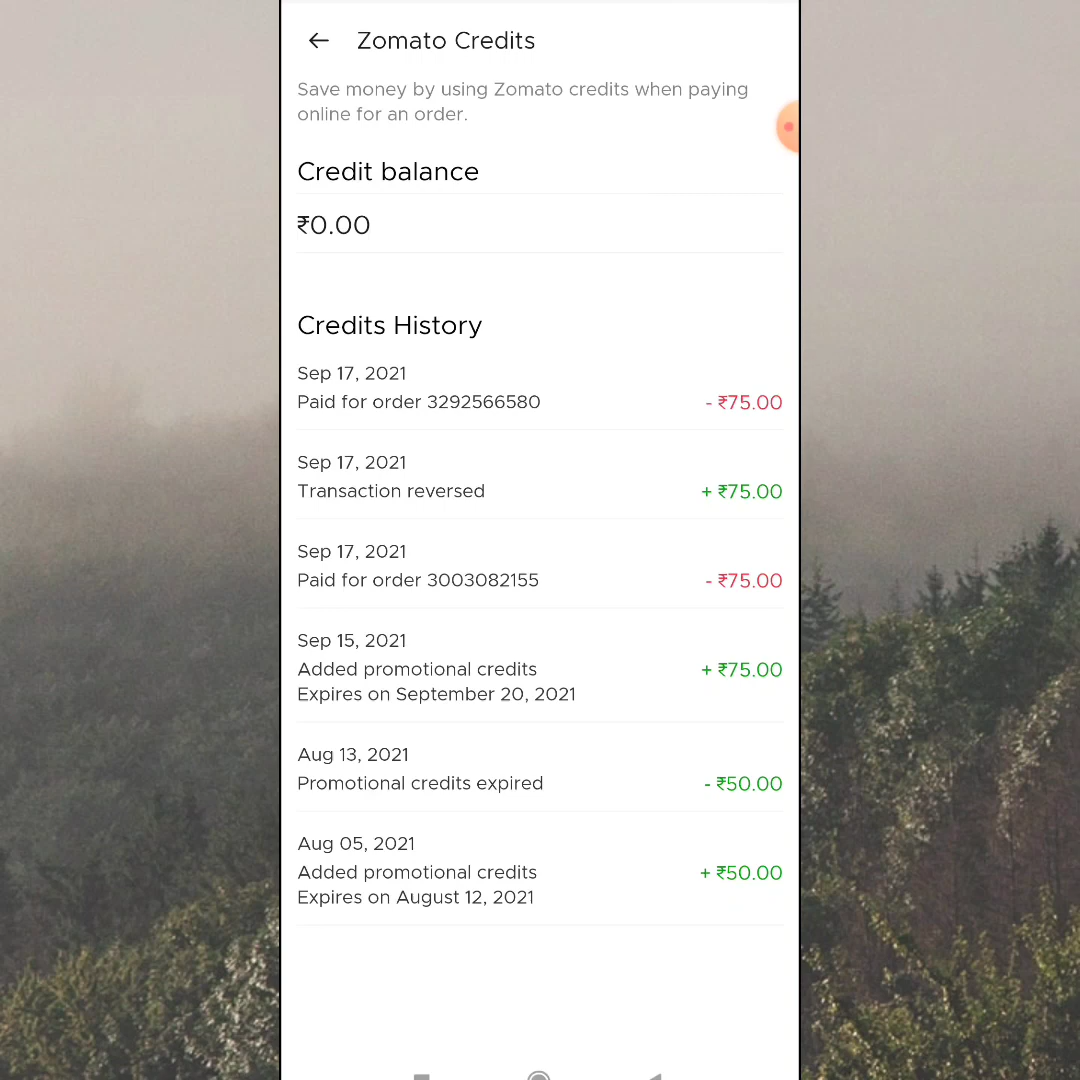 Zomato Credits
Save money by using Zomato credits when paying
online for an order.
Credit balance
₹0.00
Credits History
Sep 17, 2021
Paid for order 3292566580 - ₹75.00
Sep 17, 2021
Transaction reversed + ₹75.00
Sep 17, 2021
Paid for order 3003082155 - ₹75.00
Sep 15, 2021
Added promotional credits + ₹75.00
Expires on September 20, 2021
Aug 13, 2021
Promotional credits expired - ₹50.00
Aug 05, 2021
Added promotional credits + ₹50.00
Expires on August 12, 2021